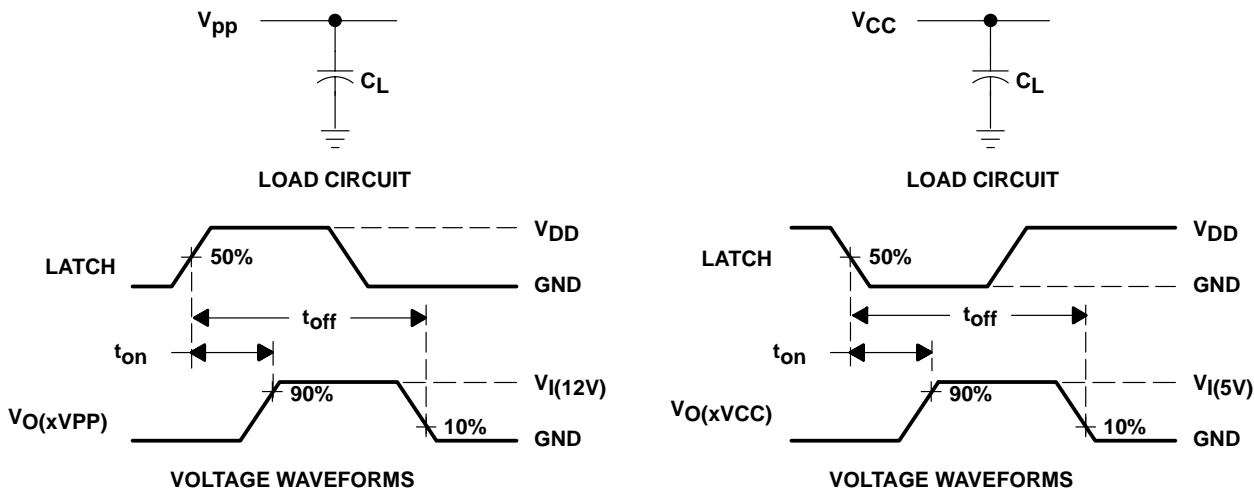 Vpp
CL
LOAD CIRCUIT
LATCH
50%
VDD
GND
toff
ton
VO(xVPP)
90%
10%
VI(12V)
GND
VOLTAGE WAVEFORMS
VCC
CL
LOAD CIRCUIT
LATCH
50%
VDD
GND
toff
ton
VO(xVCC)
90%
10%
VI(5V)
GND
VOLTAGE WAVEFORMS